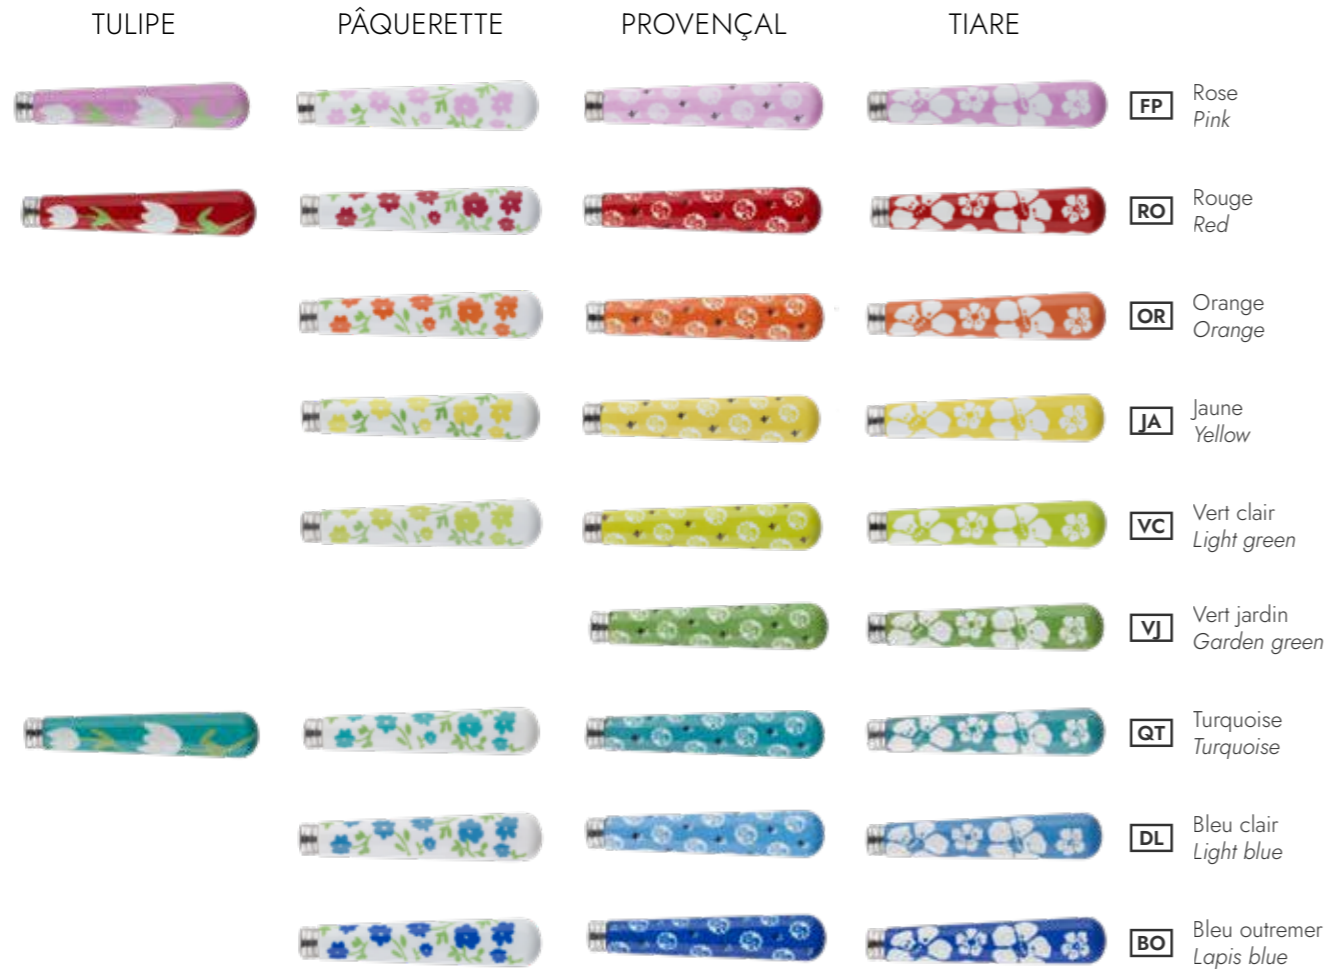 TULIPE
PÂQUERETTE
PROVENÇAL
TIARE
FP
Rose
Pink
RO
Rouge
Red
OR
Orange
Orange
JA
Jaune
Yellow
VC
Vert clair
Light green
VJ
Vert jardin
Garden green
QT
Turquoise
Turquoise
DL
Bleu clair
Light blue
BO
Bleu outremer
Lapis blue